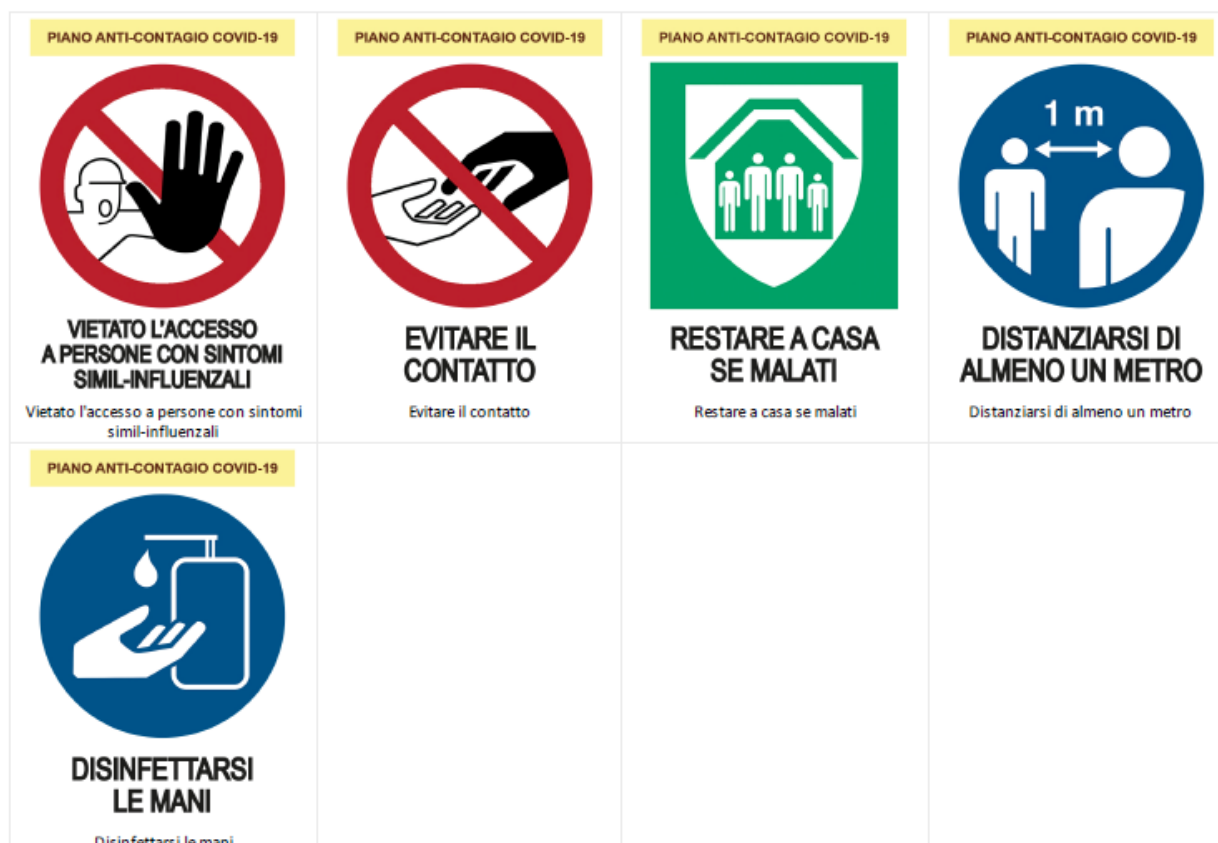 PIANO ANTI-CONTAGIO COVID-19
VIETATO L'ACCESSO
A PERSONE CON SINTOMI
SIMIL-INFLUENZALI
Vietato l'accesso a persone con sintomi
simil-influenzali
PIANO ANTI-CONTAGIO COVID-19
EVITARE IL
CONTATTO
Evitare il contatto
PIANO ANTI-CONTAGIO COVID-19
RESTARE A CASA
SE MALATI
Restare a casa se malati
PIANO ANTI-CONTAGIO COVID-19
1 m
DISTANZIARSI DI
ALMENO UN METRO
Distanziarsi di almeno un metro
PIANO ANTI-CONTAGIO COVID-19
DISINFETTARSI
LE MANI
Disinfettarsi le mani